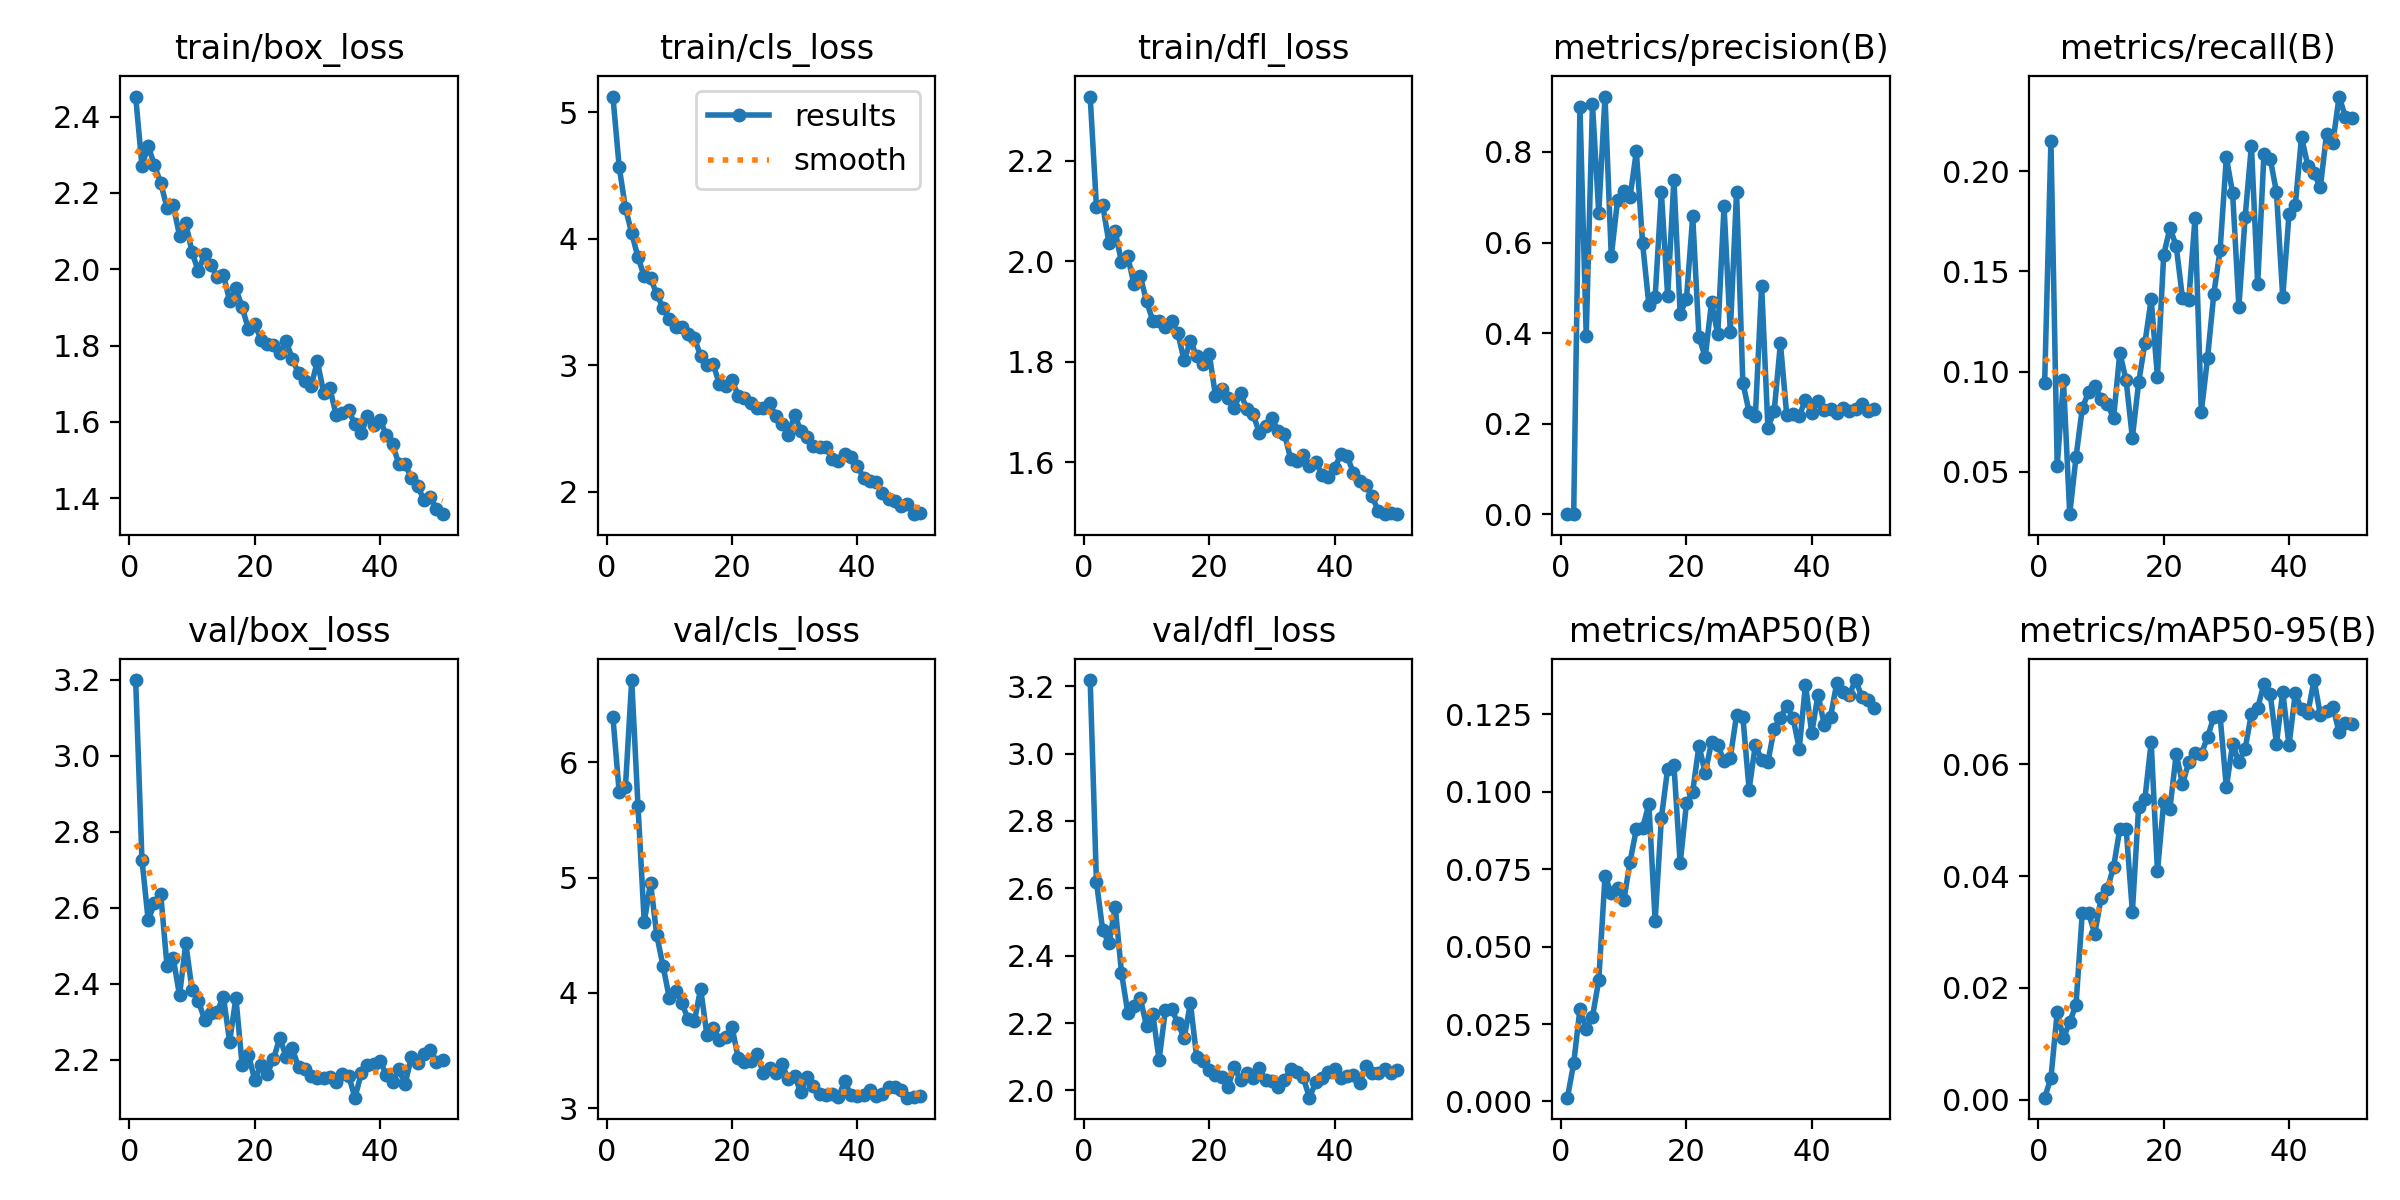 train/box_loss
2.4
2.2
2.0
1.8
1.6
1.4
0 20 40
train/cls_loss
results
smooth
5
4
3
2
0 20 40
train/dfl_loss
2.2
2.0
1.8
1.6
0 20 40
metrics/precision(B)
0.8
0.6
0.4
0.2
0.0
0 20 40
metrics/recall(B)
0.20
0.15
0.10
0.05
0 20 40
val/box_loss
3.2
3.0
2.8
2.6
2.4
2.2
0 20 40
val/cls_loss
6
5
4
3
0 20 40
val/dfl_loss
3.2
3.0
2.8
2.6
2.4
2.2
2.0
0 20 40
metrics/mAP50(B)
0.125
0.100
0.075
0.050
0.025
0.000
0 20 40
metrics/mAP50-95(B)
0.06
0.04
0.02
0.00
0 20 40